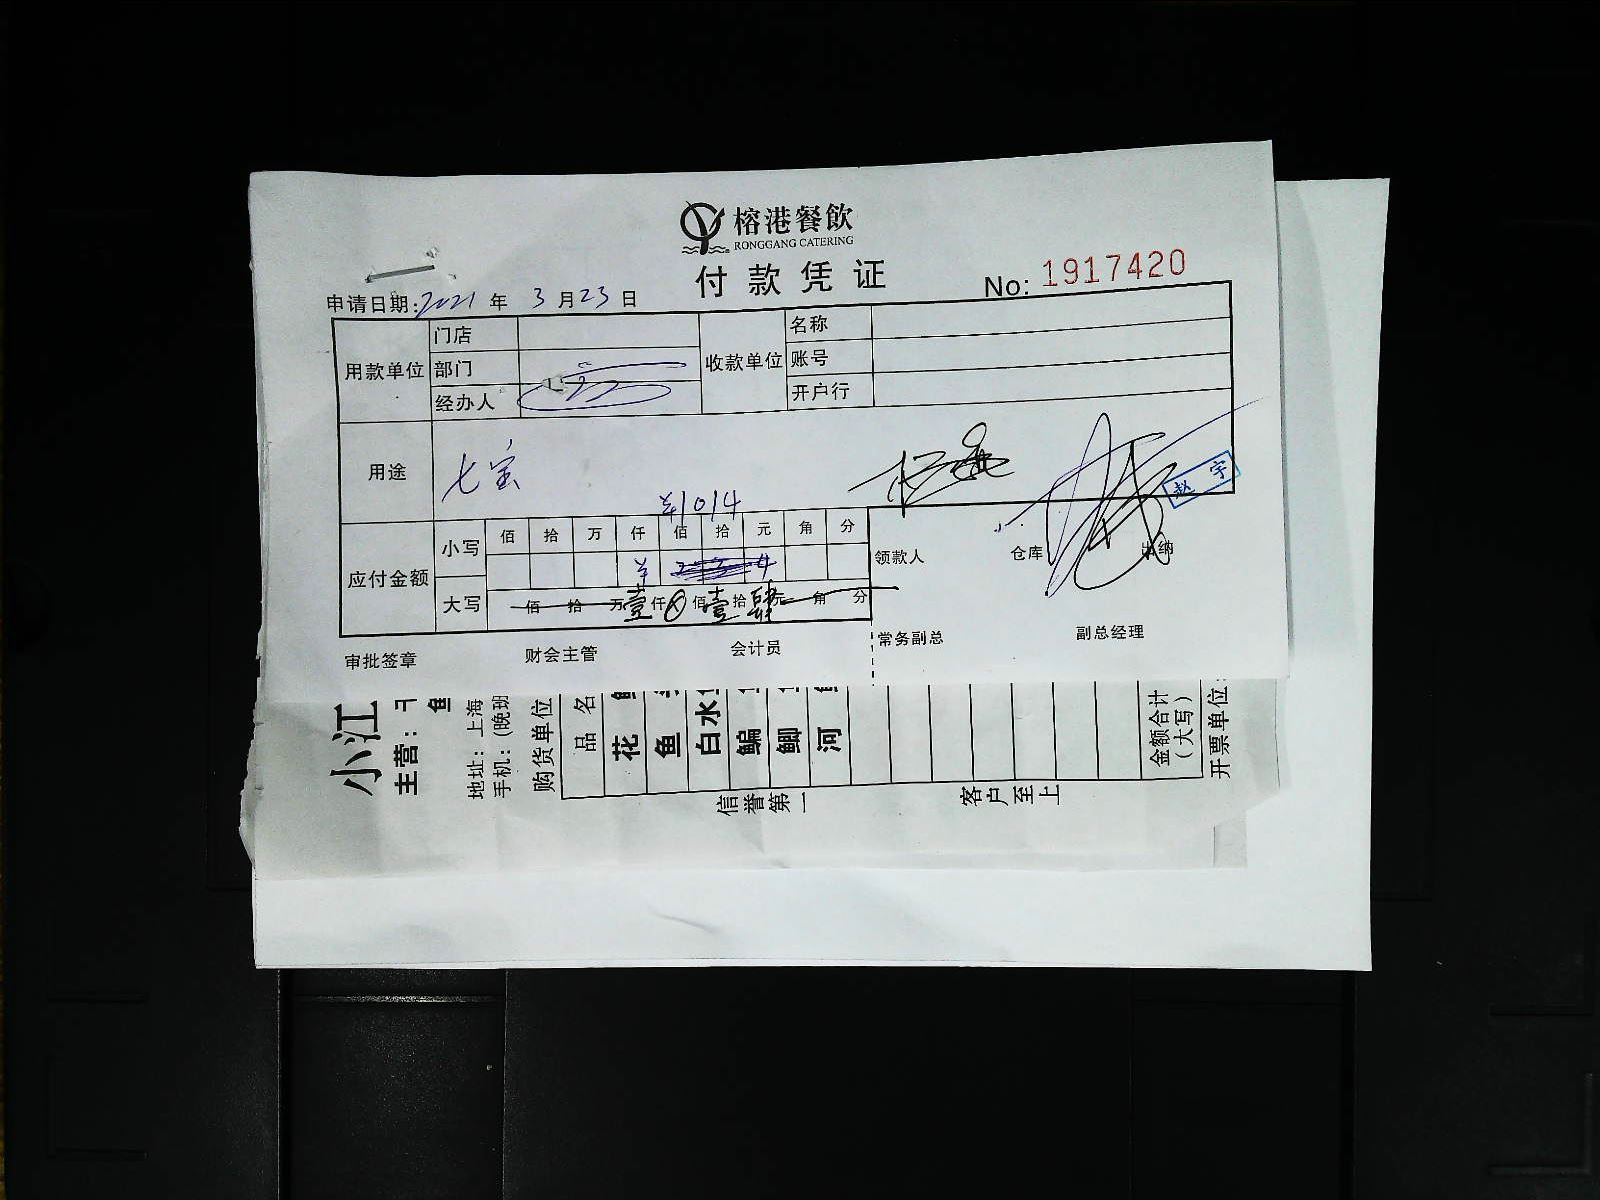 榕港餐飲
RONGGANG CATERING
付款凭证
No: 1917420
申请日期: 2021 年 3 月 23 日
用款单位 门店 收款单位 名称
部门 账号
经办人 开户行
用途 七宝
¥1014
应付金额 小写 佰 拾 万 仟 佰 拾 元 角 分
¥ 4
大写 佰 拾 万 壹 仟 佰 壹 拾 肆 元 角 分
领款人 仓库 出纳
赵宇
审批签章 财会主管 会计员 常务副总 副总经理
小江
主营：
鱼
地址：上海
手机：(晚班
购货单位
品名
花
鱼
白水
鳊
鲫
河
金额合计
(大写)
开票单位：
信誉第一 客户至上